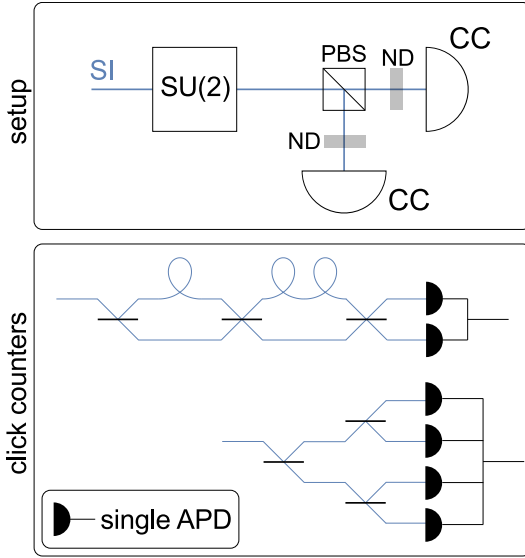 setup
SI
SU(2)
PBS
ND
CC
ND
CC
click counters
single APD